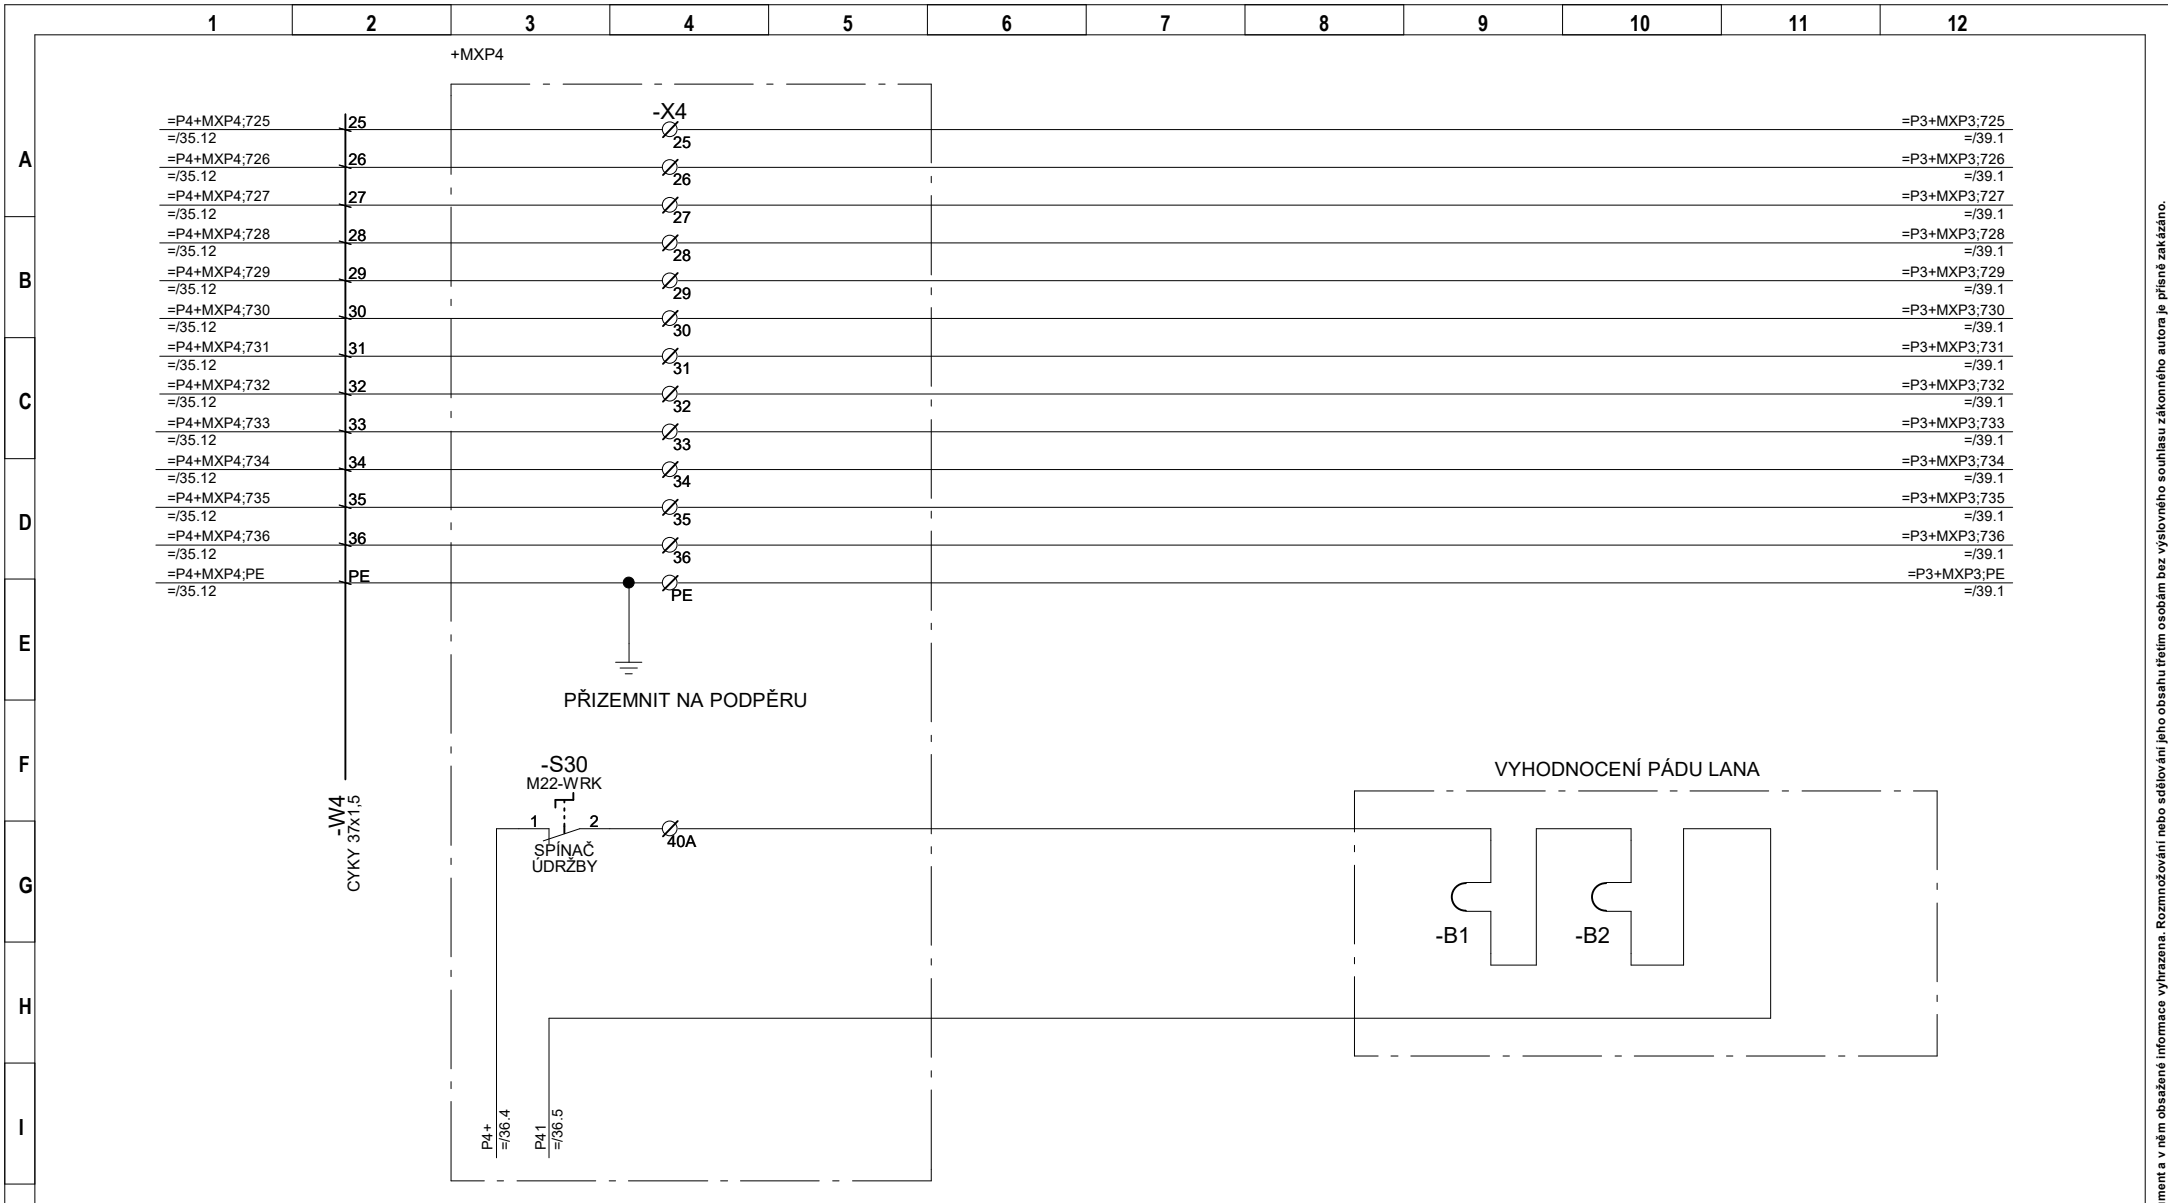 1 2 3 4 5 6 7 8 9 10 11 12
+MXP4
-X4
=P4+MXP4;725 25 =P3+MXP3;725
=/35.12 25 =/39.1
A
=P4+MXP4;726 26 =P3+MXP3;726
=/35.12 26 =/39.1
=P4+MXP4;727 27 =P3+MXP3;727
=/35.12 27 =/39.1
=P4+MXP4;728 28 =P3+MXP3;728
=/35.12 28 =/39.1
B
=P4+MXP4;729 29 =P3+MXP3;729
=/35.12 29 =/39.1
=P4+MXP4;730 30 =P3+MXP3;730
=/35.12 30 =/39.1
=P4+MXP4;731 31 =P3+MXP3;731
=/35.12 31 =/39.1
C
=P4+MXP4;732 32 =P3+MXP3;732
=/35.12 32 =/39.1
=P4+MXP4;733 33 =P3+MXP3;733
=/35.12 33 =/39.1
=P4+MXP4;734 34 =P3+MXP3;734
=/35.12 34 =/39.1
D
=P4+MXP4;735 35 =P3+MXP3;735
=/35.12 35 =/39.1
=P4+MXP4;736 36 =P3+MXP3;736
=/35.12 36 =/39.1
=P4+MXP4;PE PE =P3+MXP3;PE
=/35.12 PE =/39.1
E
PŘIZEMNIT NA PODPĚRU
F
-S30
M22-WRK
VYHODNOCENÍ PÁDU LANA
-W4
CYKY 37x1,5
1 2
40A
SPÍNAČ
ÚDRŽBY
G
-B1 -B2
H
I
P4+
=/36.4
P41
=/36.5
a v něm obsažené informace vyhrazena. Rozmnožování nebo sdělování jeho obsahu třetím osobám bez výslovného souhlasu zákonného autora je přísně zakázáno.